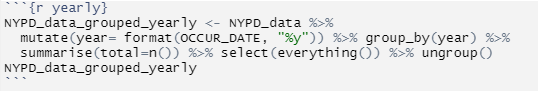 ```{r yearly}
NYPD_data_grouped_yearly <- NYPD_data %>%
  mutate(year= format(OCCUR_DATE, "%y")) %>% group_by(year) %>%
  summarise(total=n()) %>% select(everything()) %>% ungroup()
NYPD_data_grouped_yearly
```